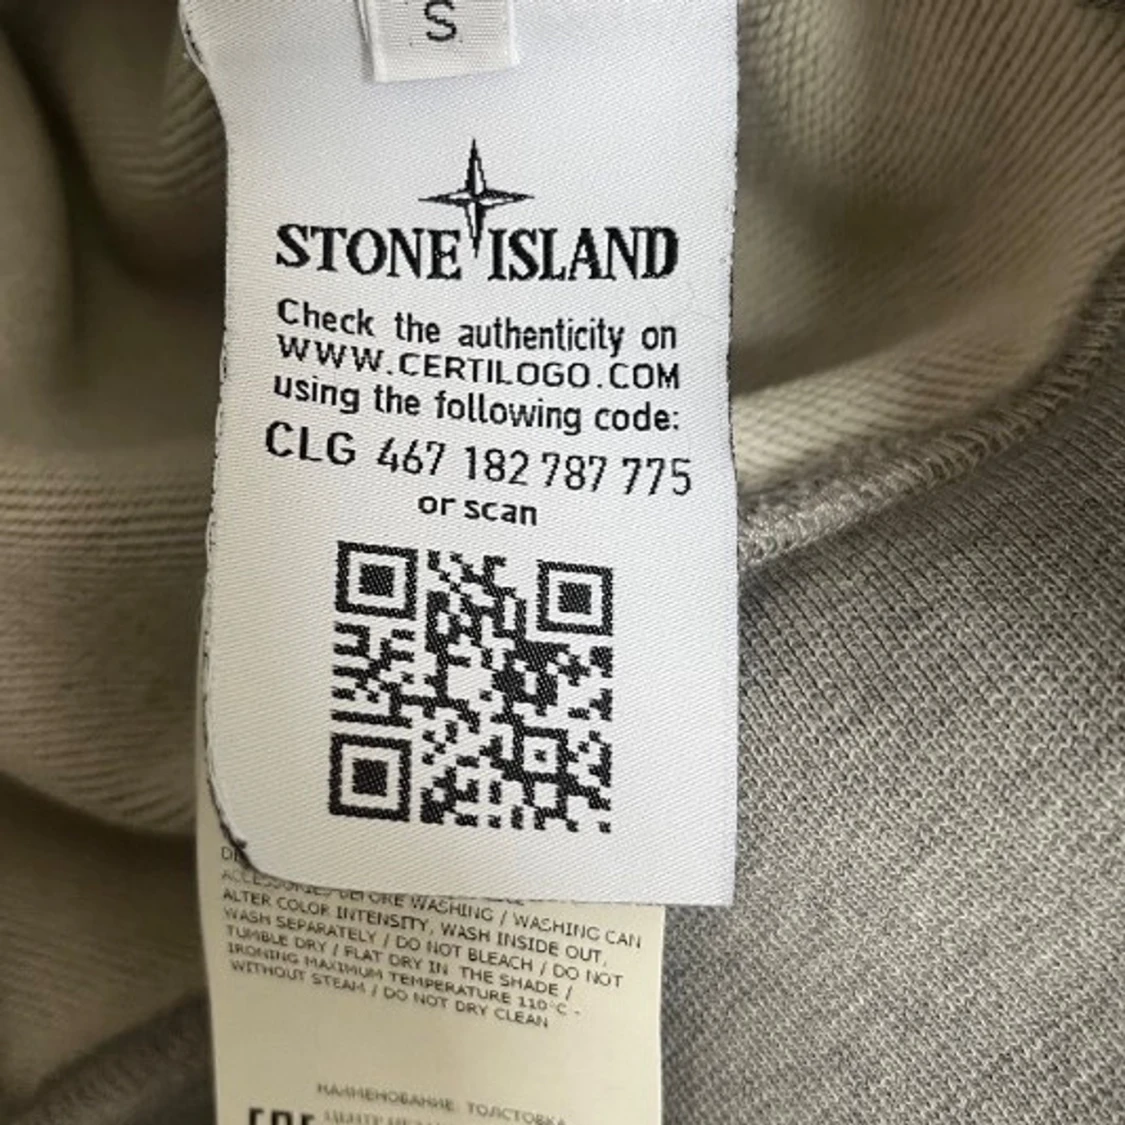 S
STONE ISLAND
Check the authenticity on
WWW.CERTILOGO.COM
using the following code:
CLG 467 182 787 775
or scan
ACCESSORIES BEFORE WASHING / WASHING CAN
ALTER COLOR INTENSITY, WASH INSIDE OUT,
WASH SEPARATELY / DO NOT BLEACH / DO NOT
TUMBLE DRY / FLAT DRY IN THE SHADE /
IRONING MAXIMUM TEMPERATURE 110°C -
WITHOUT STEAM / DO NOT DRY CLEAN
НАИМЕНОВАНИЕ: ТОЛСТОВКА